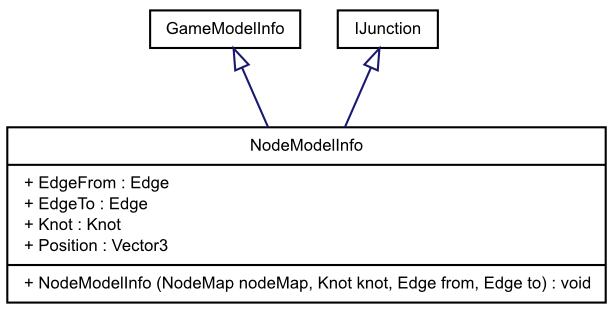 GameModelInfo
IJunction
NodeModelInfo
+ EdgeFrom : Edge
+ EdgeTo : Edge
+ Knot : Knot
+ Position : Vector3
+ NodeModelInfo (NodeMap nodeMap, Knot knot, Edge from, Edge to) : void